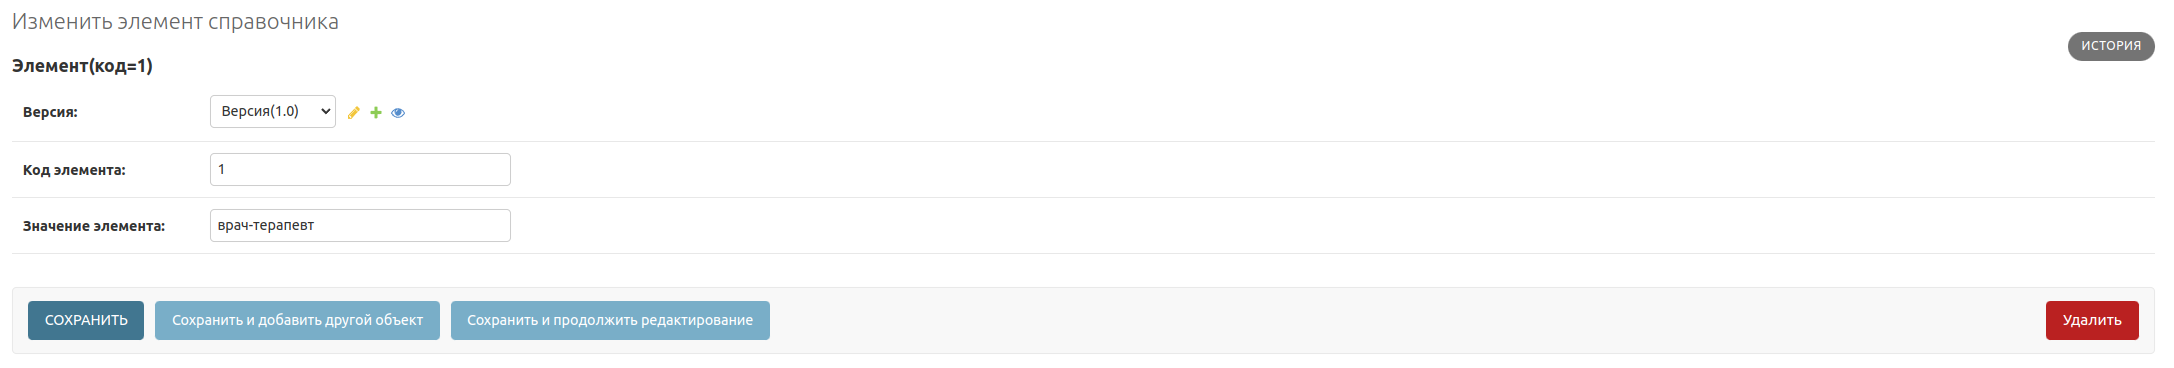 Изменить элемент справочника
ИСТОРИЯ
Элемент(код=1)
Версия: Версия(1.0)
Код элемента: 1
Значение элемента: врач-терапевт
СОХРАНИТЬ Сохранить и добавить другой объект Сохранить и продолжить редактирование Удалить